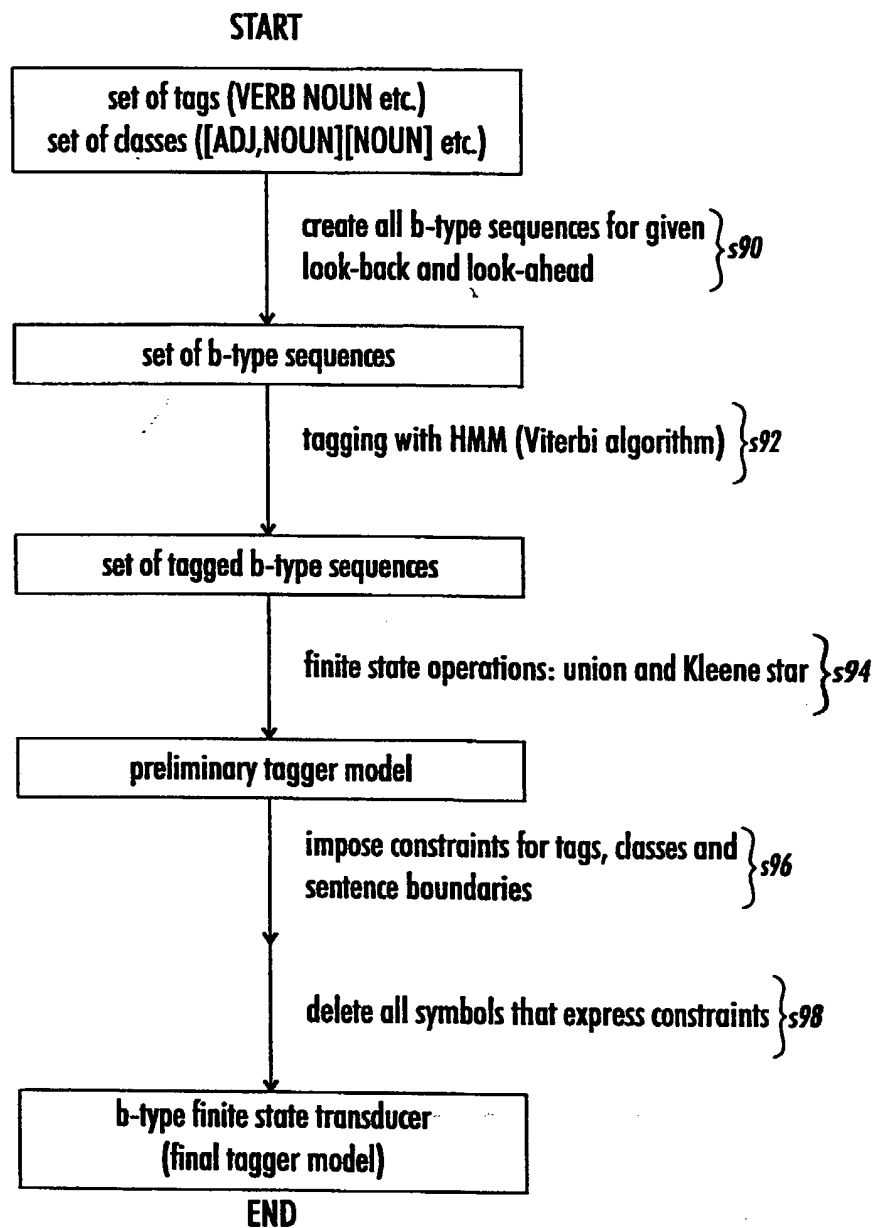 START
set of tags (VERB NOUN etc.)
set of classes ([ADJ,NOUN][NOUN] etc.)
create all b-type sequences for given
look-back and look-ahead
s90
set of b-type sequences
tagging with HMM (Viterbi algorithm)
s92
set of tagged b-type sequences
finite state operations: union and Kleene star
s94
preliminary tagger model
impose constraints for tags, classes and
sentence boundaries
s96
delete all symbols that express constraints
s98
b-type finite state transducer
(final tagger model)
END